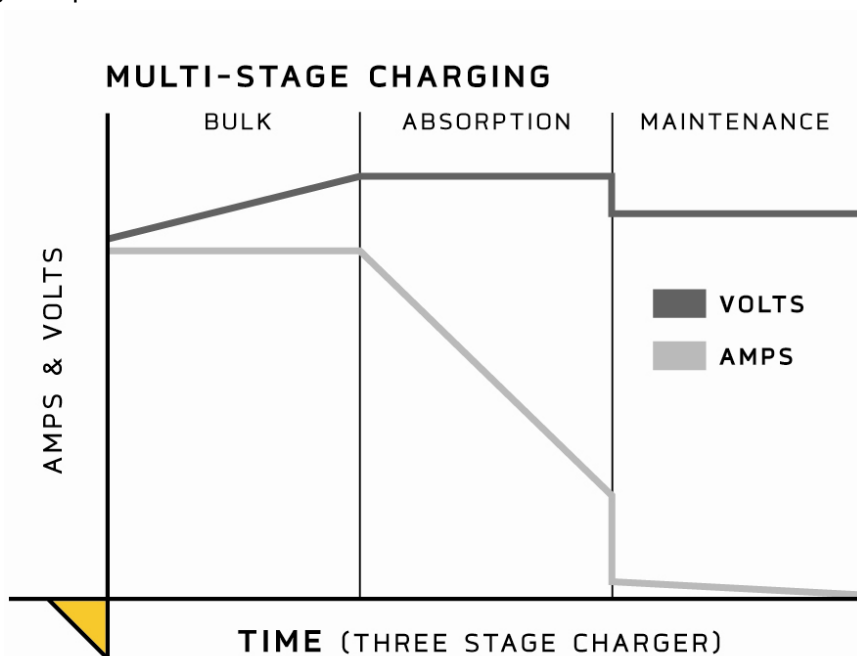 MULTI-STAGE CHARGING
BULK ABSORPTION MAINTENANCE
AMPS & VOLTS
VOLTS
AMPS
TIME (THREE STAGE CHARGER)